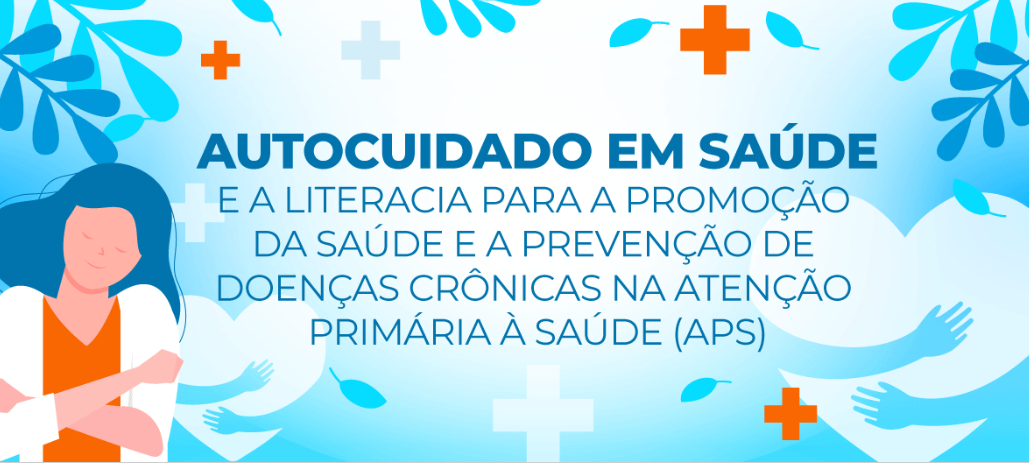 AUTOCUIDADO EM SAÚDE
E A LITERACIA PARA A PROMOÇÃO
DA SAÚDE E A PREVENÇÃO DE
DOENÇAS CRÔNICAS NA ATENÇÃO
PRIMÁRIA À SAÚDE (APS)